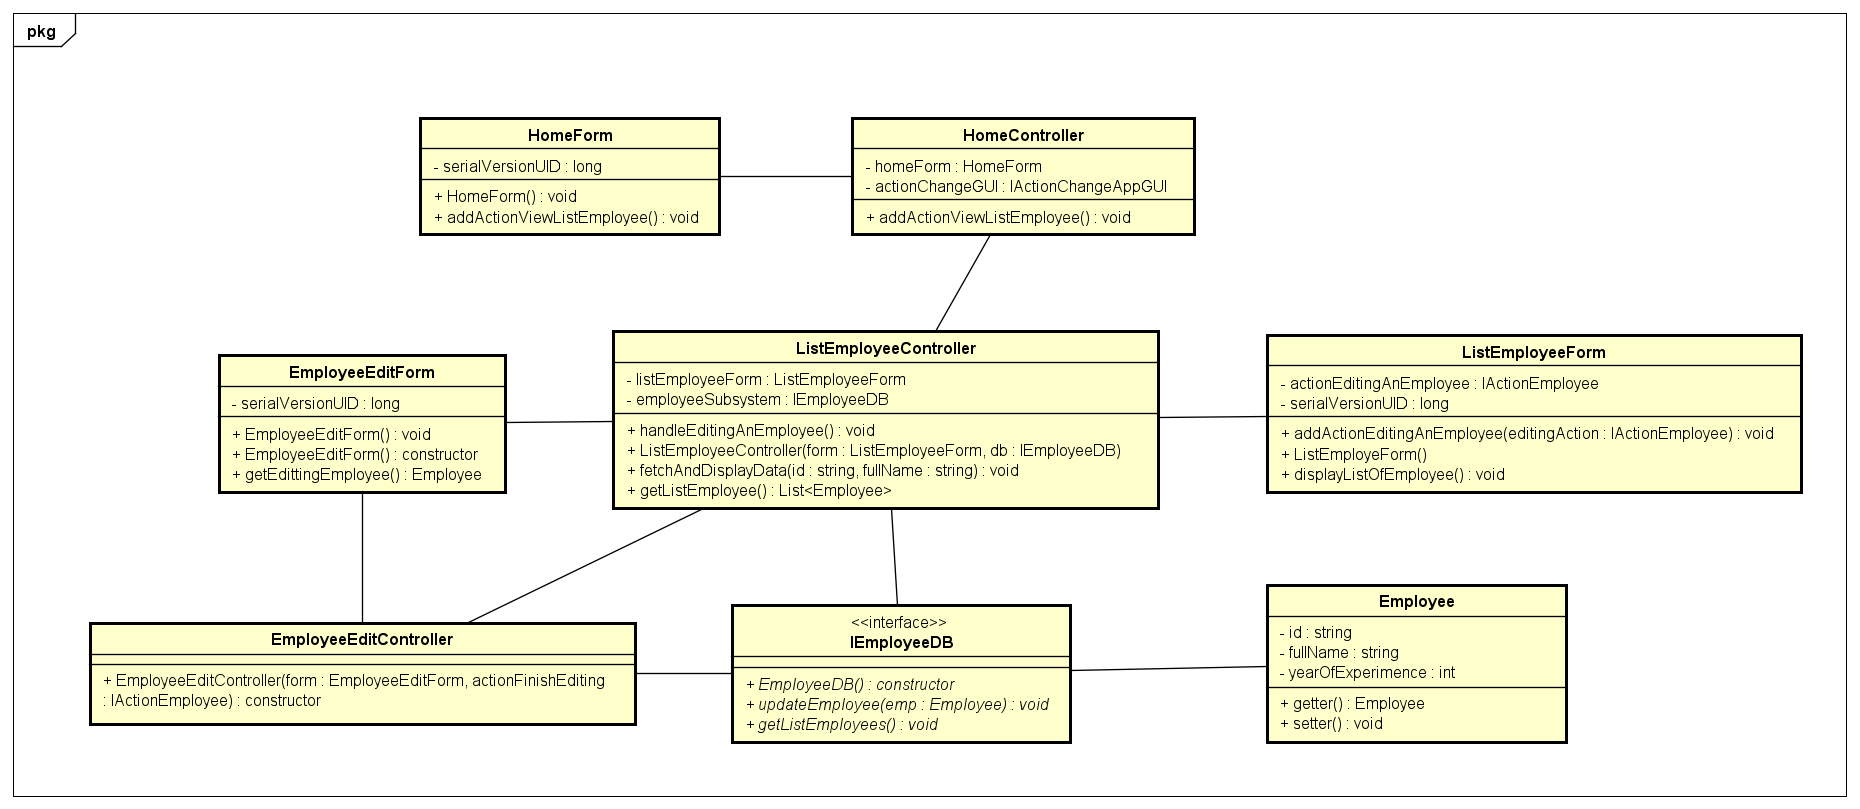 pkg
HomeForm
- serialVersionUID : long
+ HomeForm() : void
+ addActionViewListEmployee() : void
HomeController
- homeForm : HomeForm
- actionChangeGUI : IActionChangeAppGUI
+ addActionViewListEmployee() : void
EmployeeEditForm
- serialVersionUID : long
+ EmployeeEditForm() : void
+ EmployeeEditForm() : constructor
+ getEdittingEmployee() : Employee
ListEmployeeController
- listEmployeeForm : ListEmployeeForm
- employeeSubsystem : IEmployeeDB
+ handleEditingAnEmployee() : void
+ ListEmployeeController(form : ListEmployeeForm, db : IEmployeeDB)
+ fetchAndDisplayData(id : string, fullName : string) : void
+ getListEmployee() : List<Employee>
ListEmployeeForm
- actionEditingAnEmployee : IActionEmployee
- serialVersionUID : long
+ addActionEditingAnEmployee(editingAction : IActionEmployee) : void
+ ListEmployeForm()
+ displayListOfEmployee() : void
EmployeeEditController
+ EmployeeEditController(form : EmployeeEditForm, actionFinishEditing
: IActionEmployee) : constructor
<<interface>>
IEmployeeDB
+ EmployeeDB() : constructor
+ updateEmployee(emp : Employee) : void
+ getListEmployees() : void
Employee
- id : string
- fullName : string
- yearOfExperimence : int
+ getter() : Employee
+ setter() : void